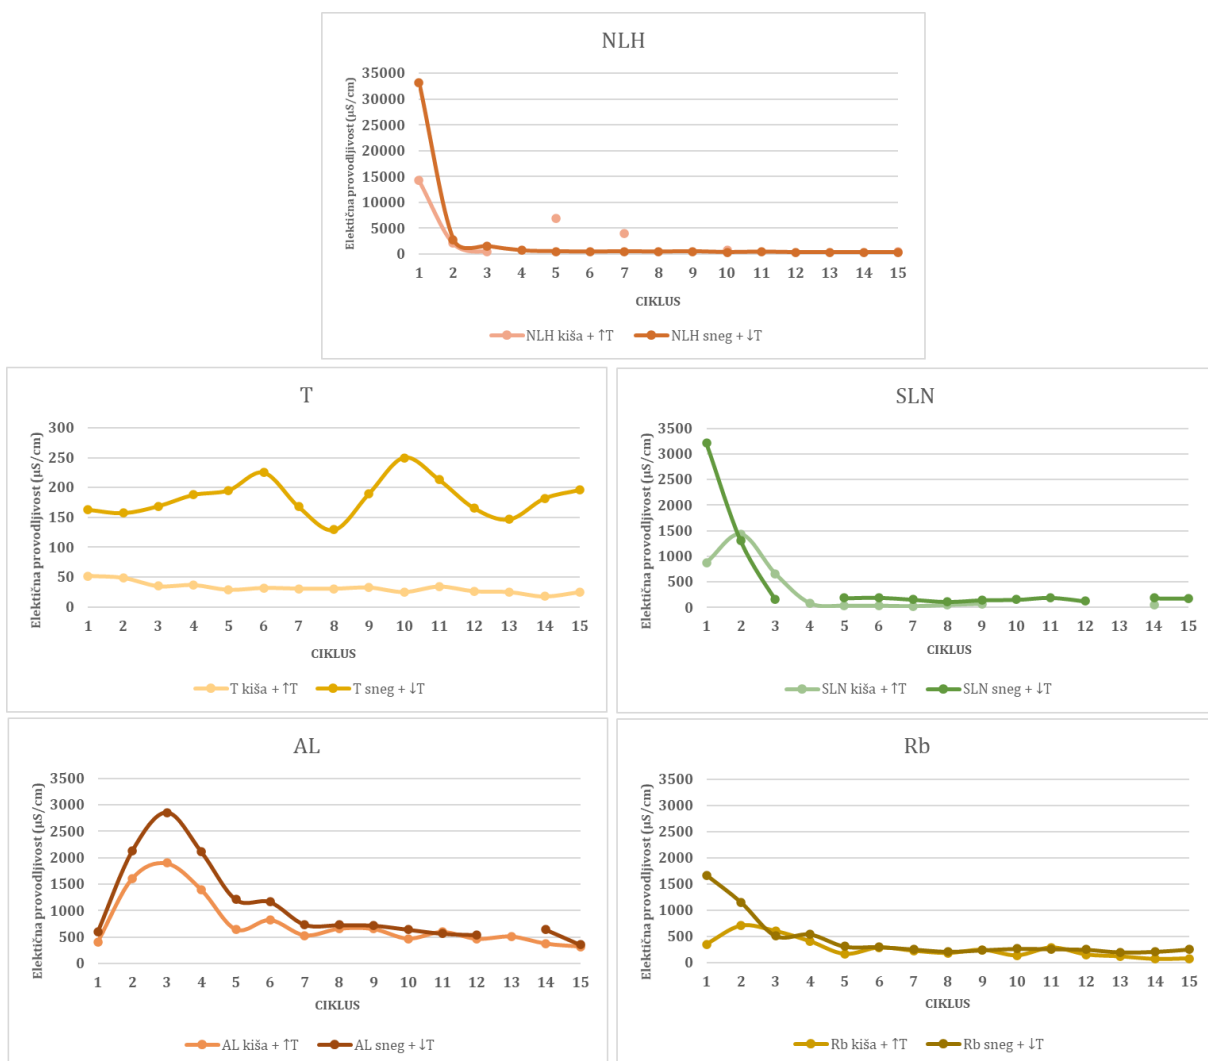 NLH
Elektična provodljivost (µS/cm)
35000
30000
25000
20000
15000
10000
5000
0
1 2 3 4 5 6 7 8 9 10 11 12 13 14 15
CIKLUS
NLH kiša + ↑T NLH sneg + ↓T
T
Elektična provodljivost (µS/cm)
300
250
200
150
100
50
0
1 2 3 4 5 6 7 8 9 10 11 12 13 14 15
CIKLUS
T kiša + ↑T T sneg + ↓T
SLN
Elektična provodljivost (µS/cm)
3500
3000
2500
2000
1500
1000
500
0
1 2 3 4 5 6 7 8 9 10 11 12 13 14 15
CIKLUS
SLN kiša + ↑T SLN sneg + ↓T
AL
Elektična provodljivost (µS/cm)
3500
3000
2500
2000
1500
1000
500
0
1 2 3 4 5 6 7 8 9 10 11 12 13 14 15
CIKLUS
AL kiša + ↑T AL sneg + ↓T
Rb
Elektična provodljivost (µS/cm)
3500
3000
2500
2000
1500
1000
500
0
1 2 3 4 5 6 7 8 9 10 11 12 13 14 15
CIKLUS
Rb kiša + ↑T Rb sneg + ↓T